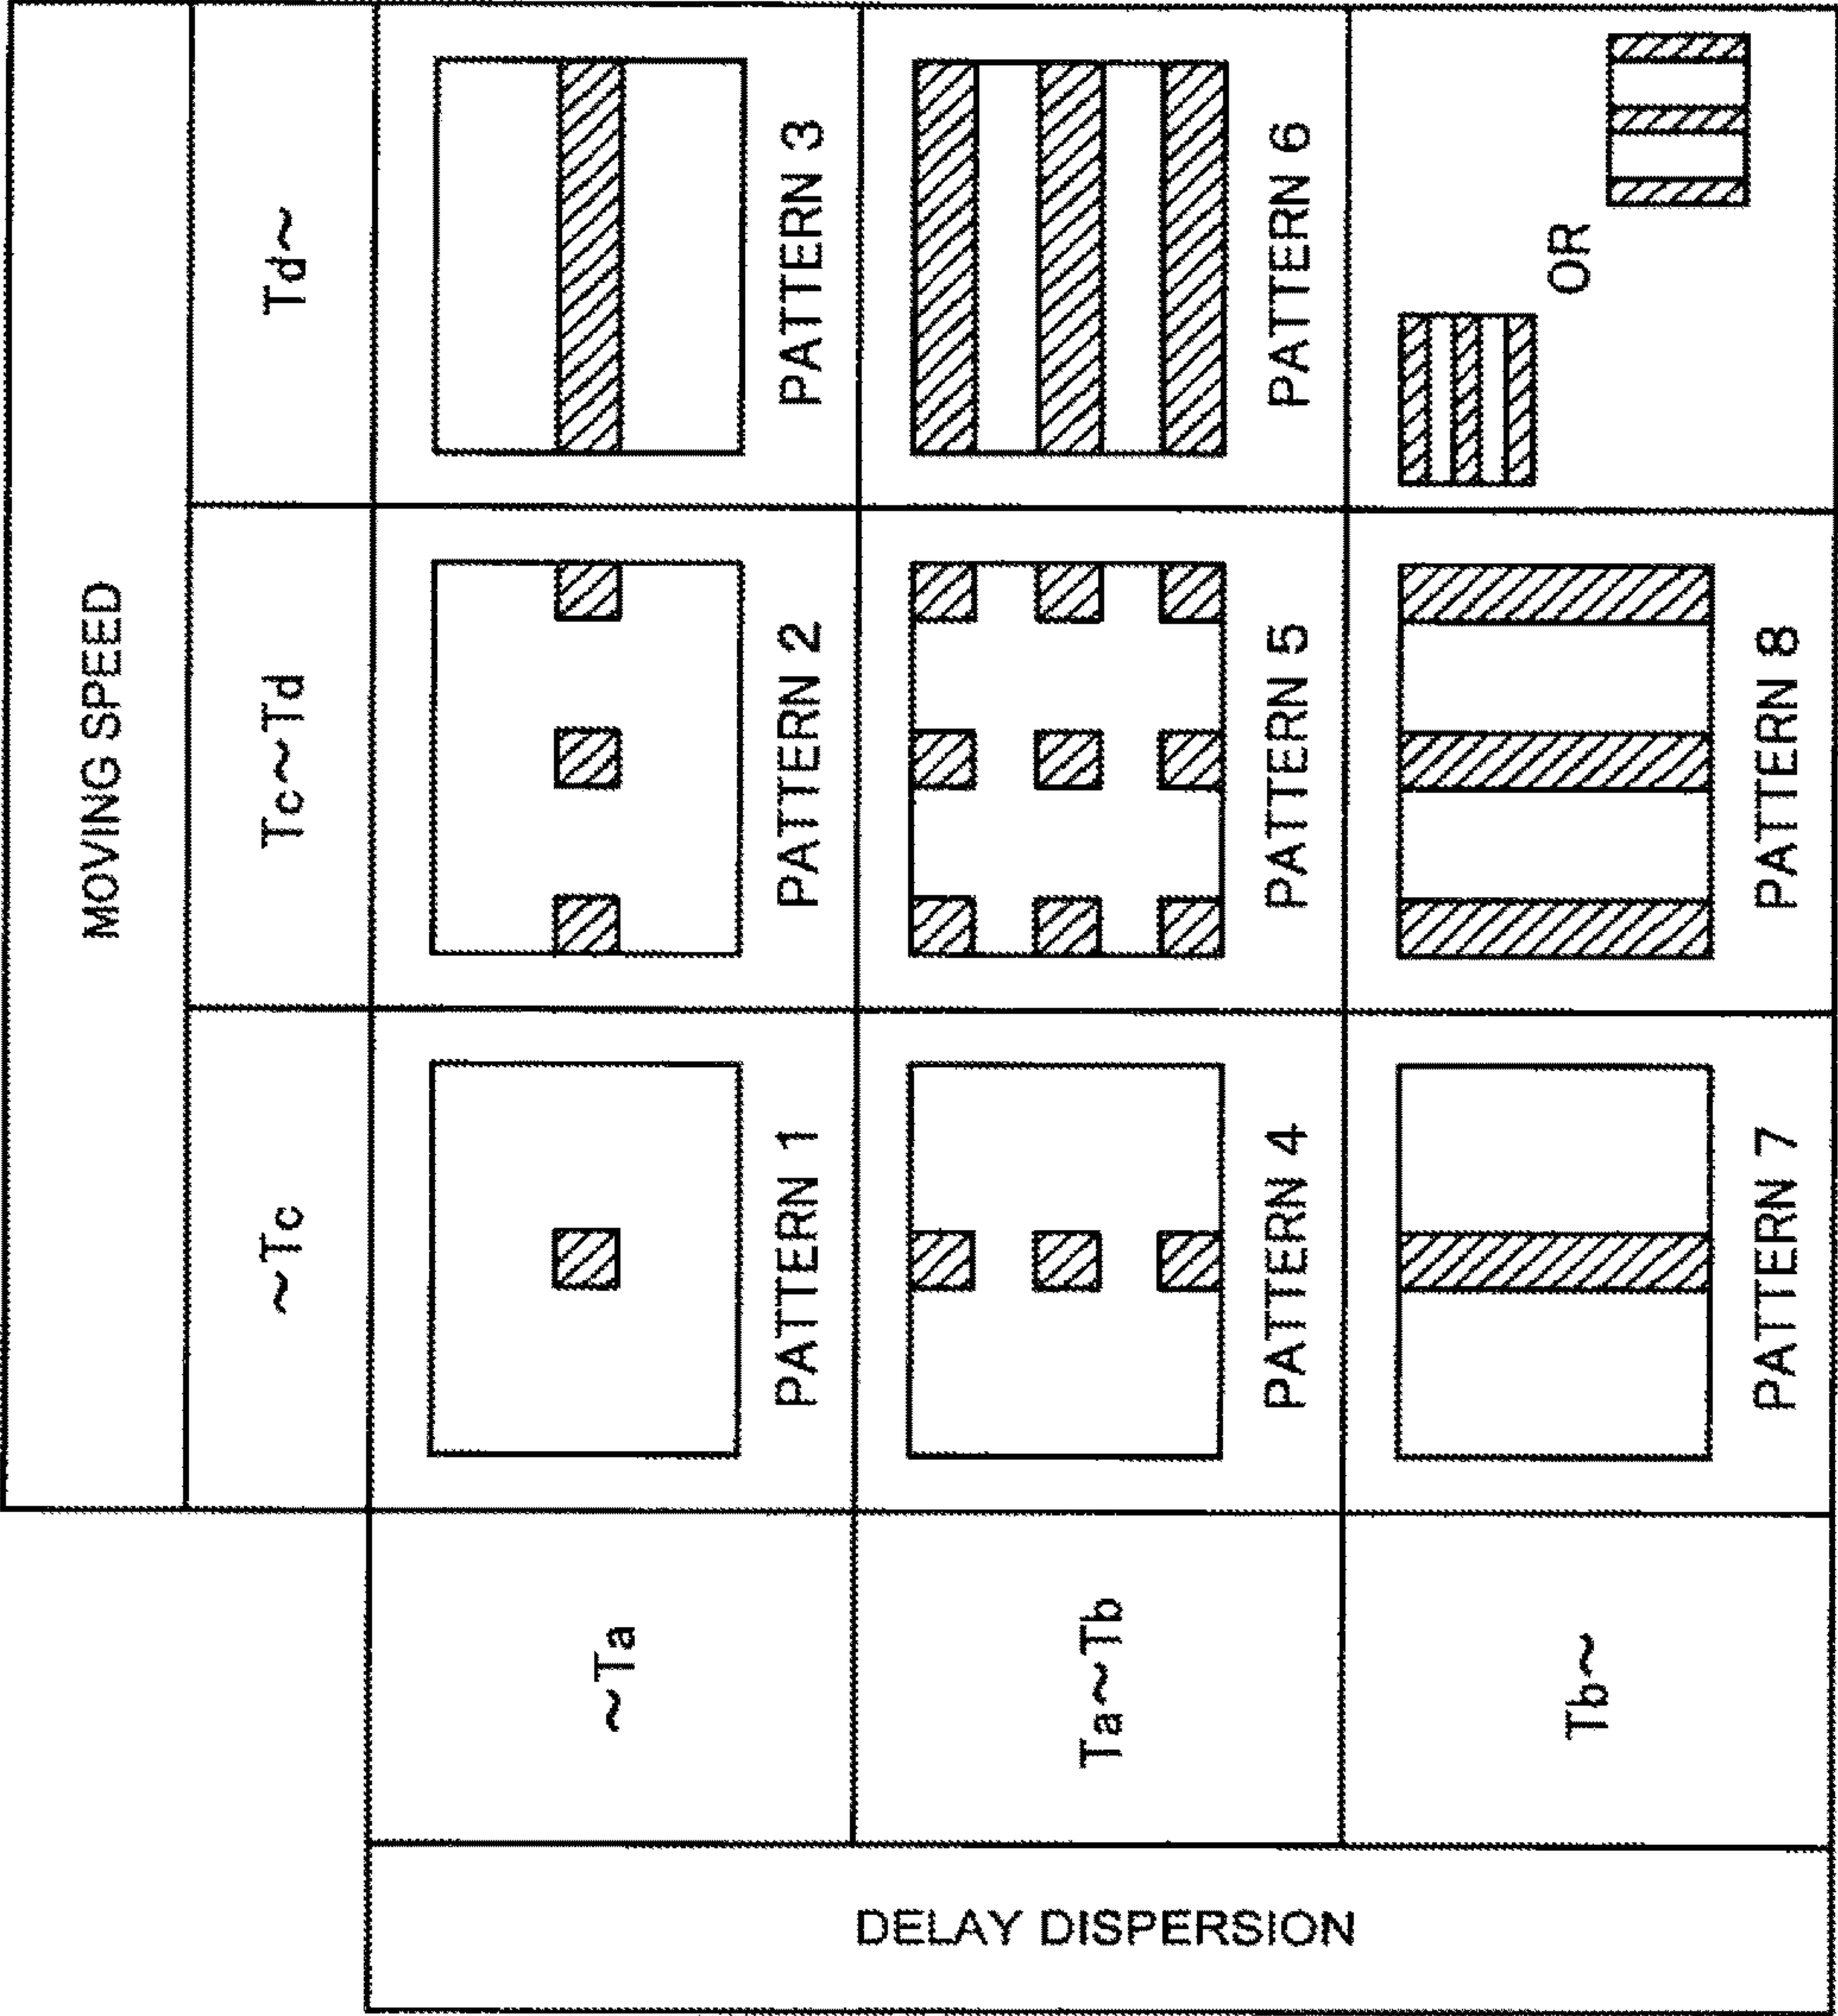 MOVING SPEED
~Tc
Tc~Td
Td~
DELAY DISPERSION
~Ta
PATTERN 1
PATTERN 2
PATTERN 3
Ta~Tb
PATTERN 4
PATTERN 5
PATTERN 6
Tb~
PATTERN 7
PATTERN 8
OR